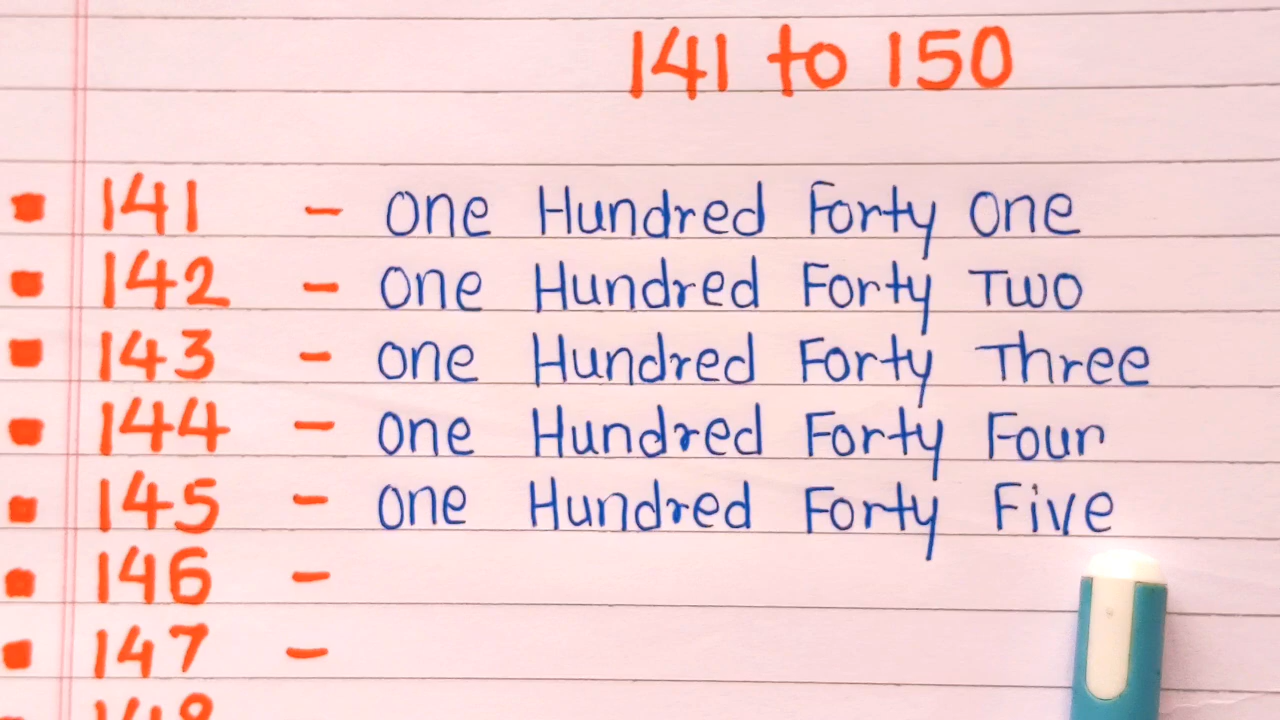 141 to 150
▪ 141 - One Hundred Forty One
▪ 142 - One Hundred Forty Two
▪ 143 - One Hundred Forty Three
▪ 144 - One Hundred Forty Four
▪ 145 - One Hundred Forty Five
▪ 146 -
▪ 147 -
148